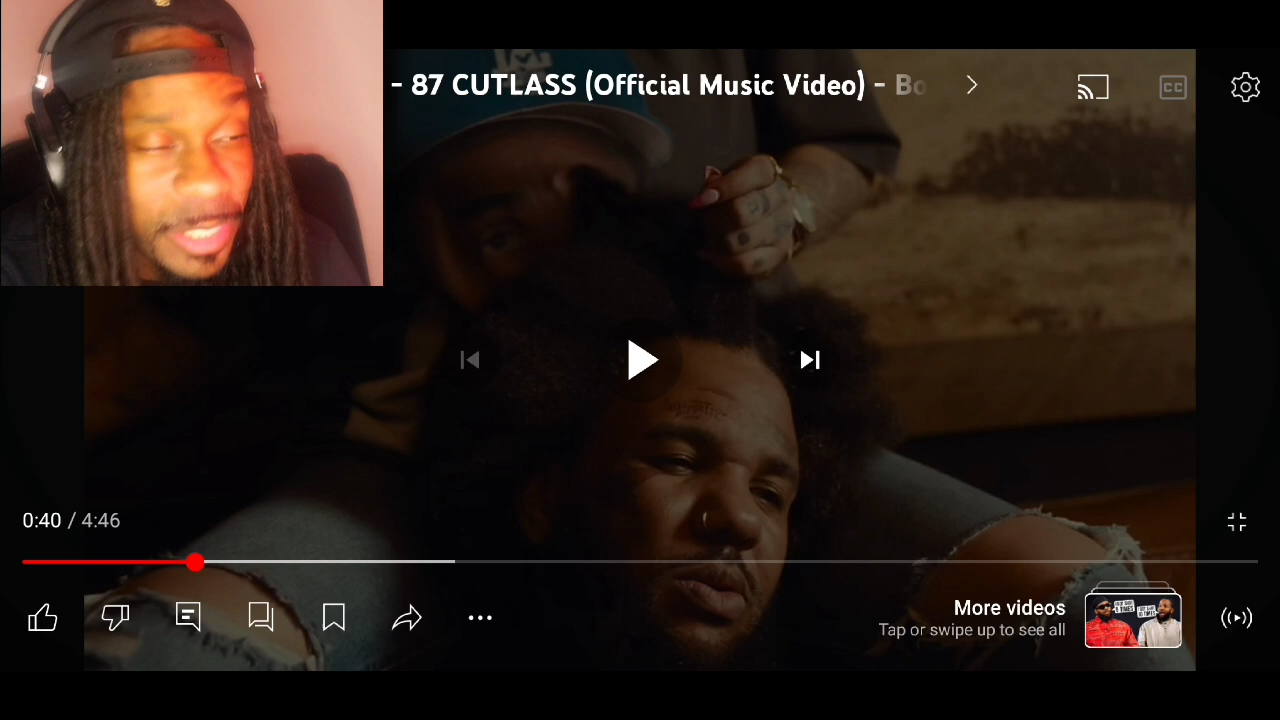 - 87 CUTLASS (Official Music Video) - Bo
CC
0:40 / 4:46
More videos
Tap or swipe up to see all